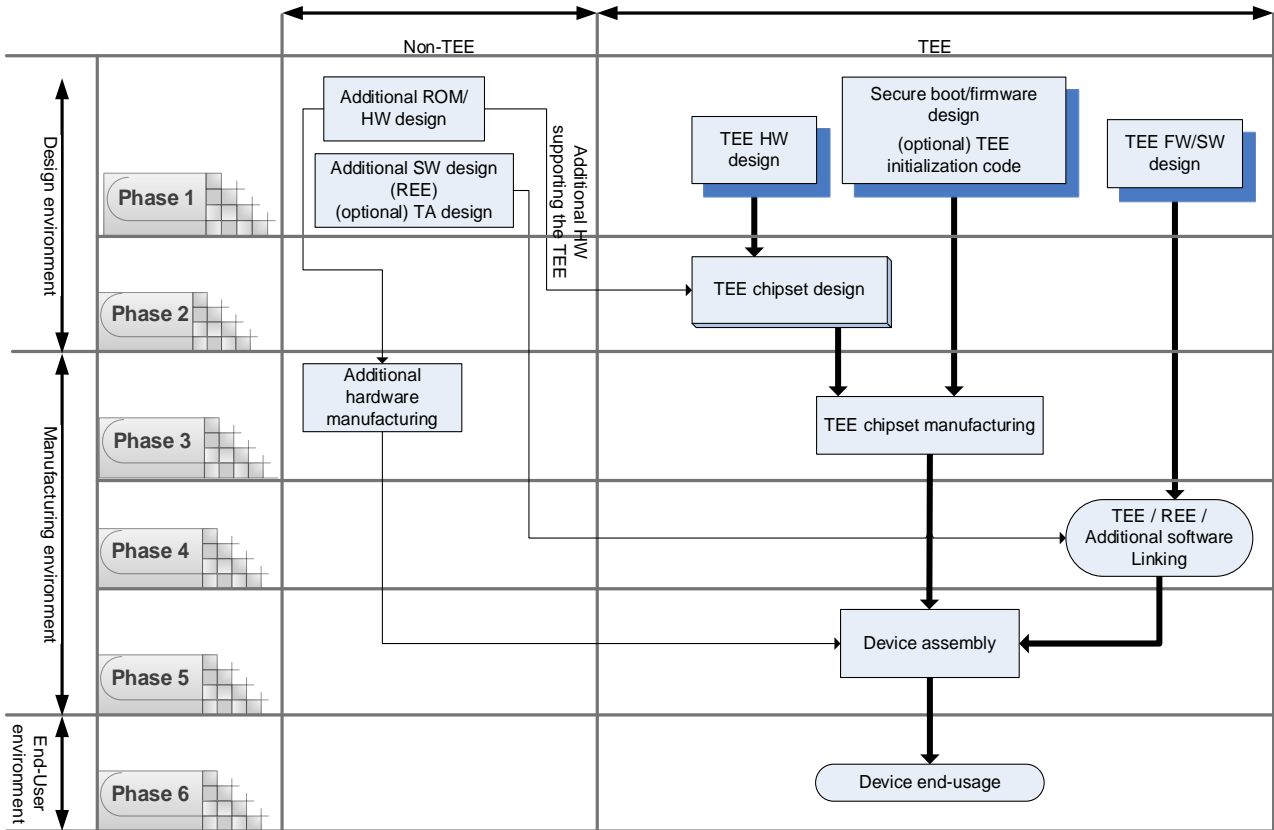 Non-TEE
TEE
Design environment
Phase 1
Additional ROM/
HW design
Additional SW design
(REE)
(optional) TA design
Additional HW
supporting the TEE
TEE HW
design
Secure boot/firmware
design
(optional) TEE
initialization code
TEE FW/SW
design
Phase 2
TEE chipset design
Manufacturing environment
Phase 3
Additional
hardware
manufacturing
TEE chipset manufacturing
Phase 4
TEE / REE /
Additional software
Linking
Phase 5
Device assembly
End-User
environment
Phase 6
Device end-usage